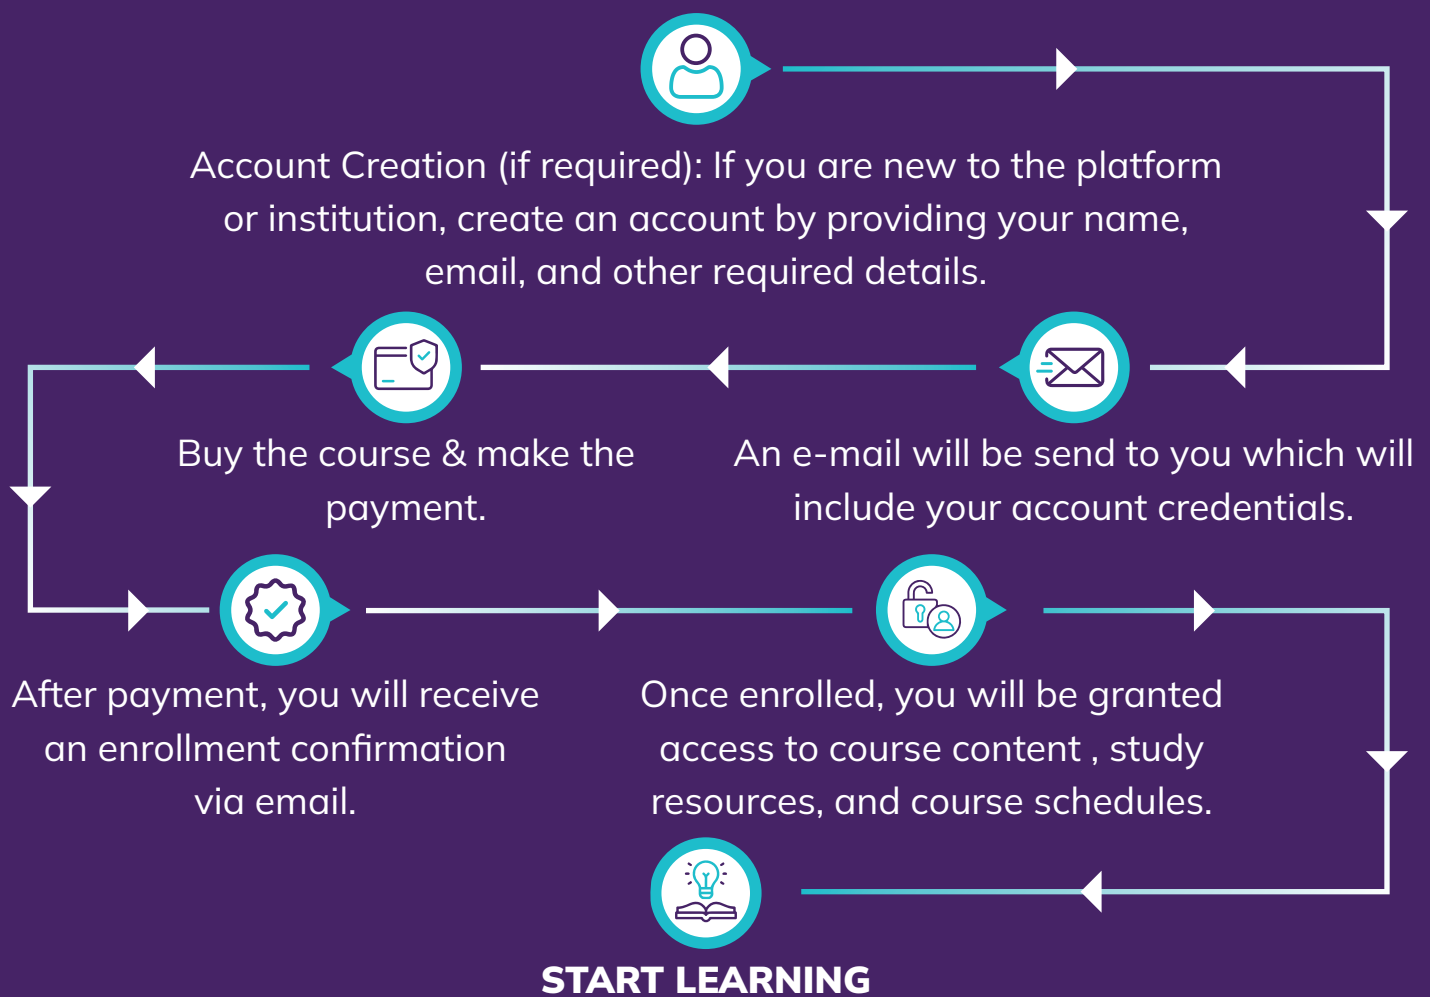 Account Creation (if required): If you are new to the platform
or institution, create an account by providing your name,
email, and other required details.
An e-mail will be send to you which will
include your account credentials.
Buy the course & make the
payment.
After payment, you will receive
an enrollment confirmation
via email.
Once enrolled, you will be granted
access to course content , study
resources, and course schedules.
START LEARNING